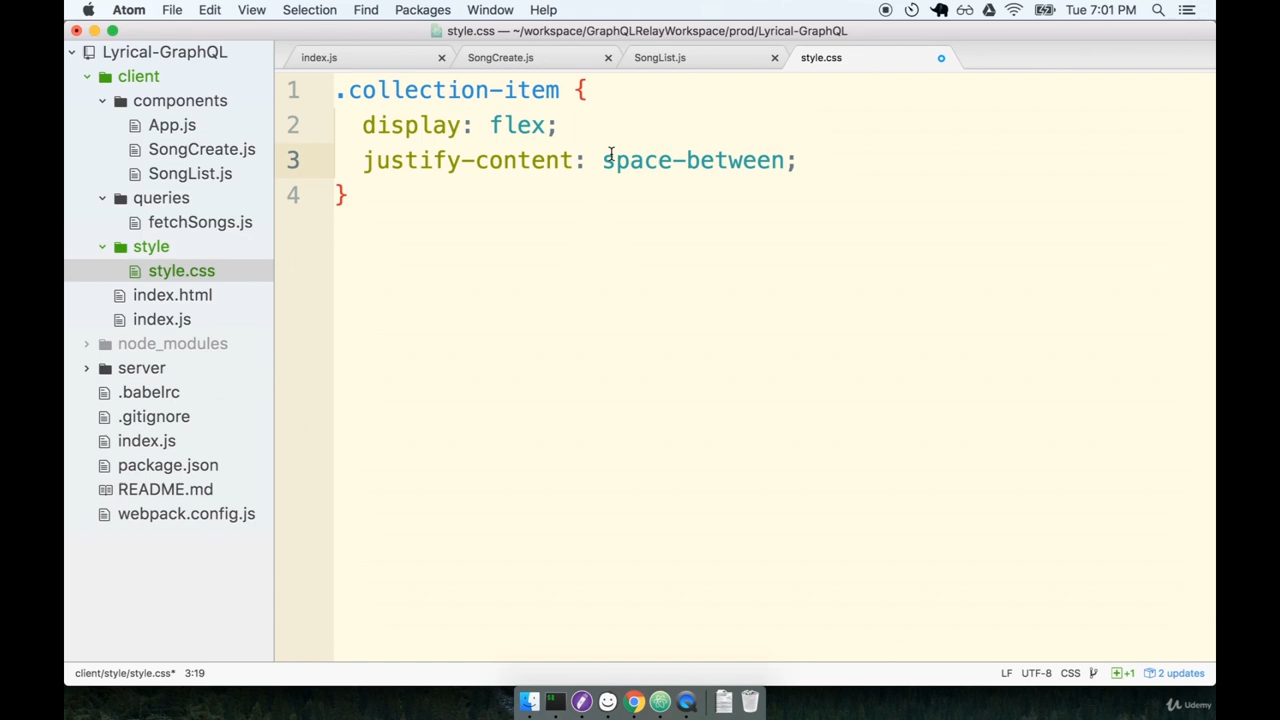 Atom File Edit View Selection Find Packages Window Help Tue 7:01 PM
style.css — ~/workspace/GraphQLRelayWorkspace/prod/Lyrical-GraphQL
Lyrical-GraphQL
client
components
App.js
SongCreate.js
SongList.js
queries
fetchSongs.js
style
style.css
index.html
index.js
node_modules
server
.babelrc
.gitignore
index.js
package.json
README.md
webpack.config.js
index.js SongCreate.js SongList.js style.css
1 .collection-item {
2 display: flex;
3 justify-content: space-between;
4 }
client/style/style.css* 3:19 LF UTF-8 CSS +1 2 updates
Udemy